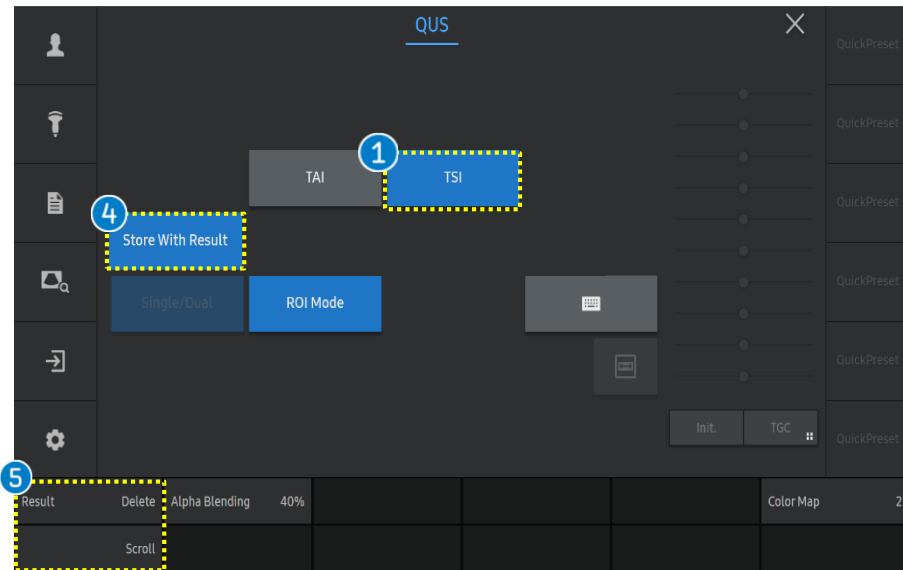 QUS
QuickPreset
QuickPreset
1
TAI
TSI
QuickPreset
4
Store With Result
Single/Dual
ROI Mode
QuickPreset
QuickPreset
Init.
TGC
QuickPreset
5
Result Delete
Alpha Blending 40%
Color Map 2
Scroll